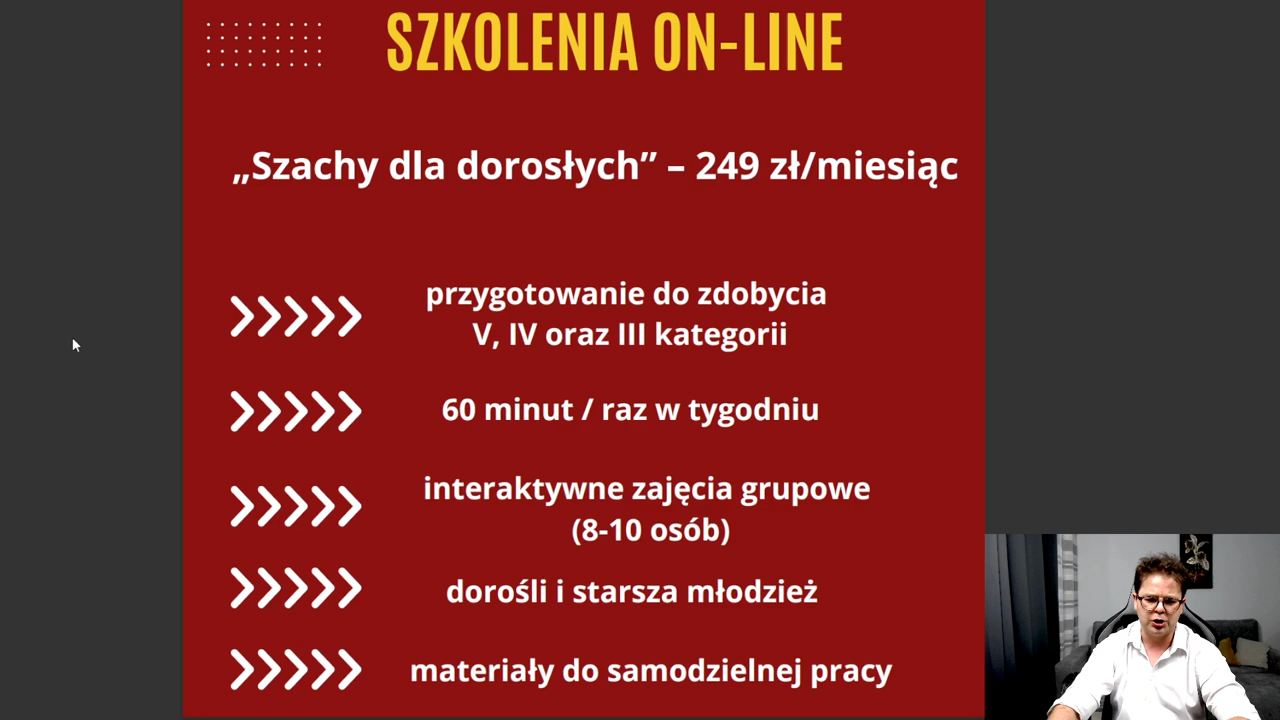 SZKOLENIA ON-LINE
„Szachy dla dorosłych” – 249 zł/miesiąc
przygotowanie do zdobycia
V, IV oraz III kategorii
60 minut / raz w tygodniu
interaktywne zajęcia grupowe
(8-10 osób)
dorośli i starsza młodzież
materiały do samodzielnej pracy